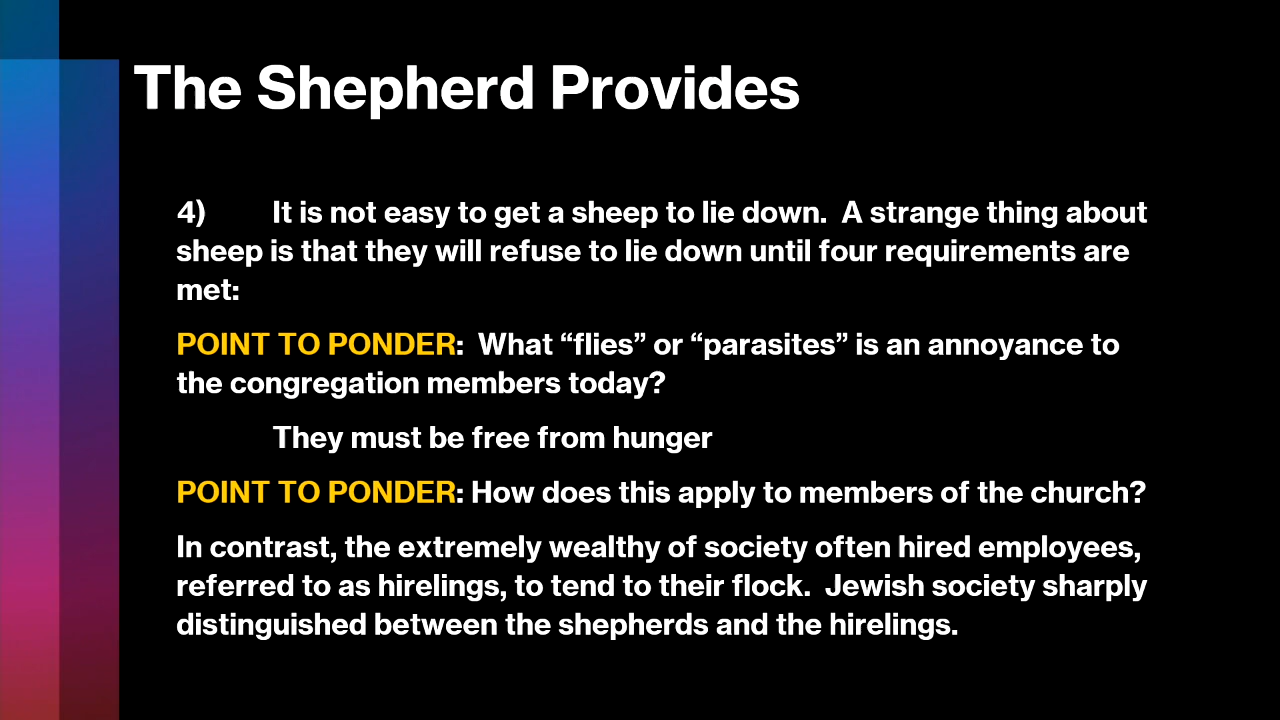 The Shepherd Provides
4) It is not easy to get a sheep to lie down.  A strange thing about
sheep is that they will refuse to lie down until four requirements are
met:
POINT TO PONDER:  What “flies” or “parasites” is an annoyance to
the congregation members today?
They must be free from hunger
POINT TO PONDER: How does this apply to members of the church?
In contrast, the extremely wealthy of society often hired employees,
referred to as hirelings, to tend to their flock.  Jewish society sharply
distinguished between the shepherds and the hirelings.